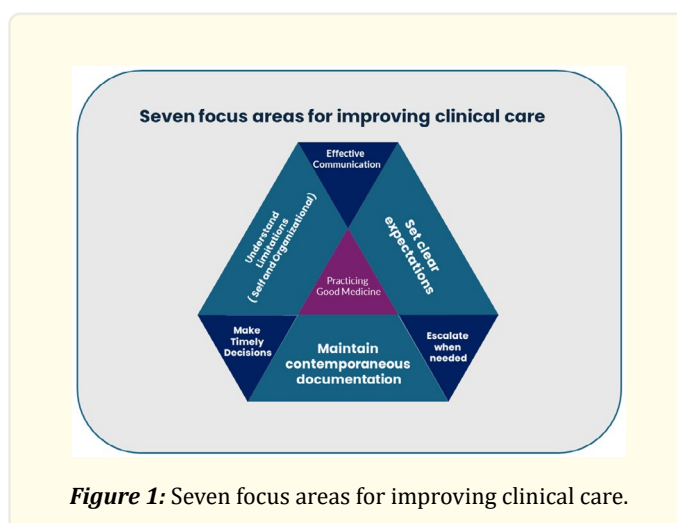 Seven focus areas for improving clinical care
Effective
Communication
Understand
Limitations
( Self and Organizational)
Set clear
expectations
Practicing
Good Medicine
Make
Timely
Decisions
Maintain
contemporaneous
documentation
Escalate
when
needed
Figure 1: Seven focus areas for improving clinical care.